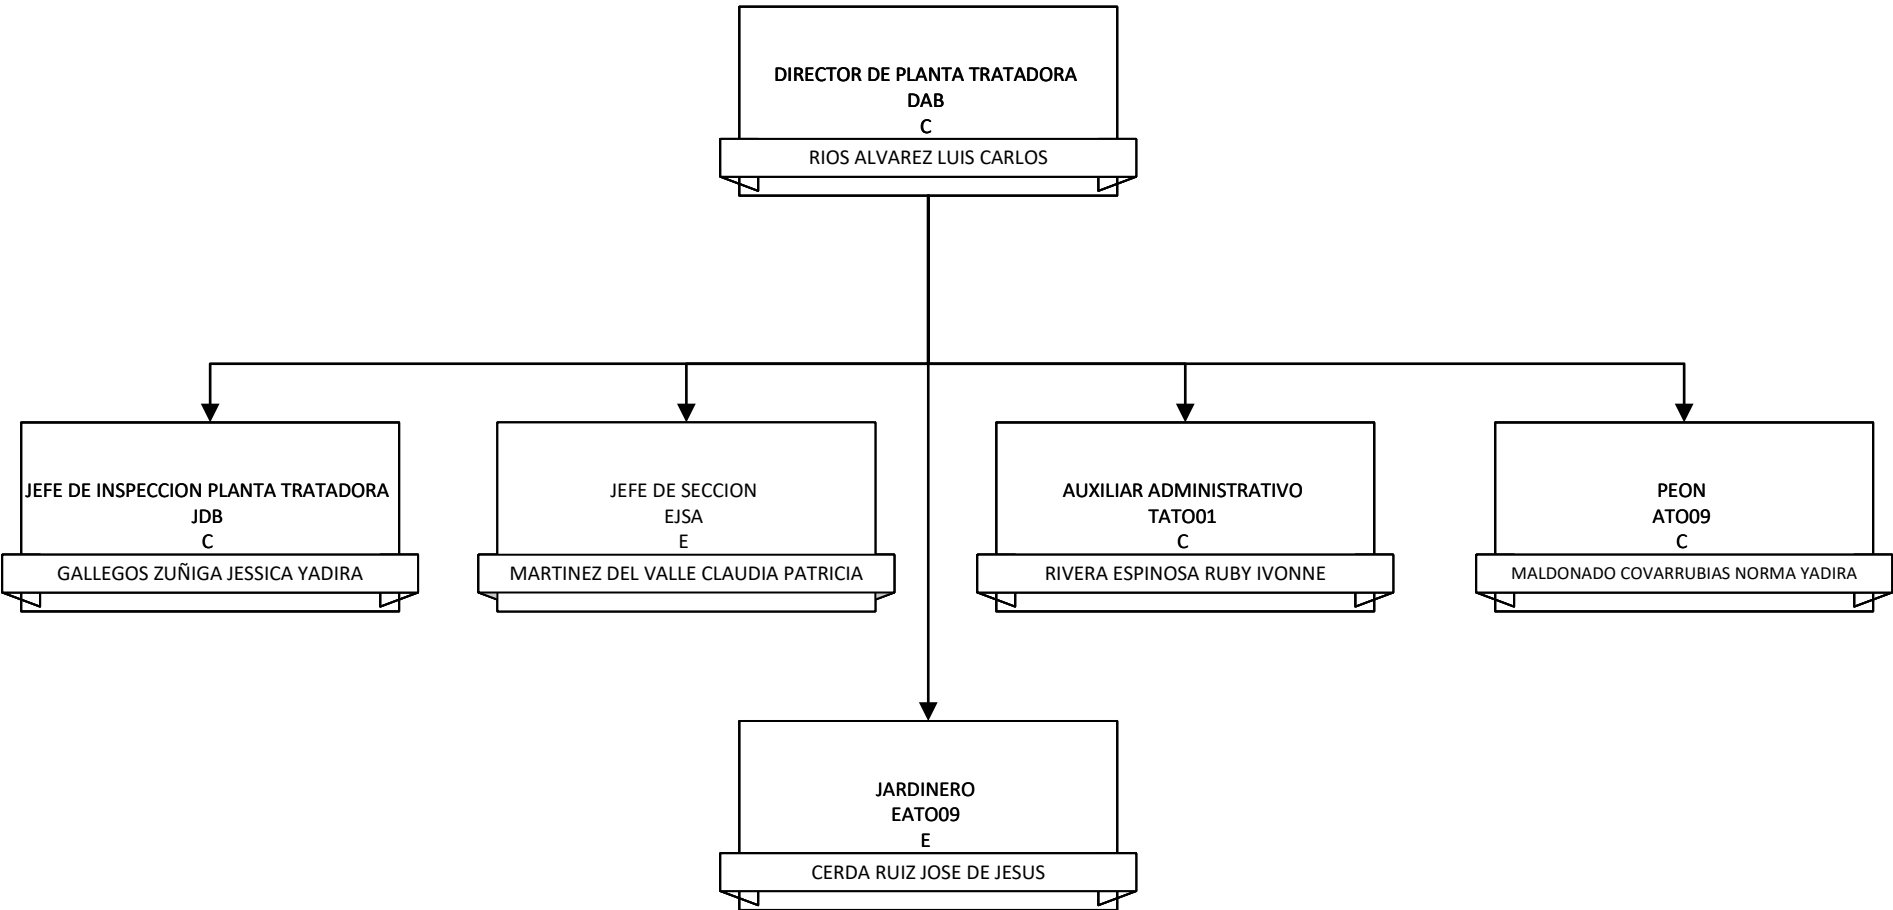 DIRECTOR DE PLANTA TRATADORA
DAB
C
RIOS ALVAREZ LUIS CARLOS
JEFE DE INSPECCION PLANTA TRATADORA
JDB
C
GALLEGOS ZUÑIGA JESSICA YADIRA
JEFE DE SECCION
EJSA
E
MARTINEZ DEL VALLE CLAUDIA PATRICIA
AUXILIAR ADMINISTRATIVO
TATO01
C
RIVERA ESPINOSA RUBY IVONNE
PEON
ATO09
C
MALDONADO COVARRUBIAS NORMA YADIRA
JARDINERO
EATO09
E
CERDA RUIZ JOSE DE JESUS